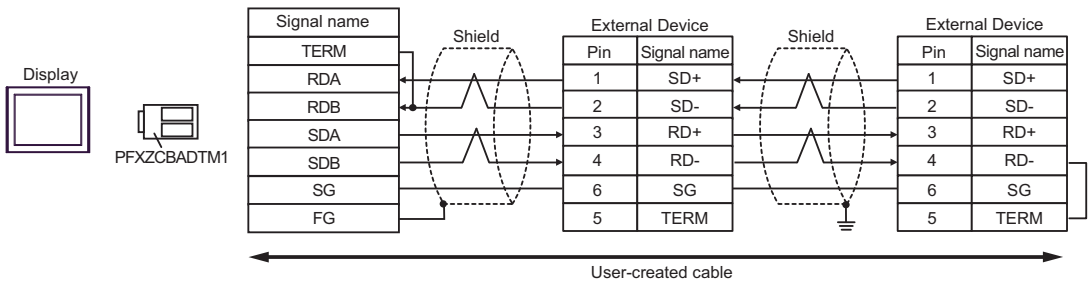 Display
PFXZCBADTM1
Signal name
TERM
RDA
RDB
SDA
SDB
SG
FG
Shield
External Device
Pin Signal name
1 SD+
2 SD-
3 RD+
4 RD-
6 SG
5 TERM
Shield
External Device
Pin Signal name
1 SD+
2 SD-
3 RD+
4 RD-
6 SG
5 TERM
User-created cable